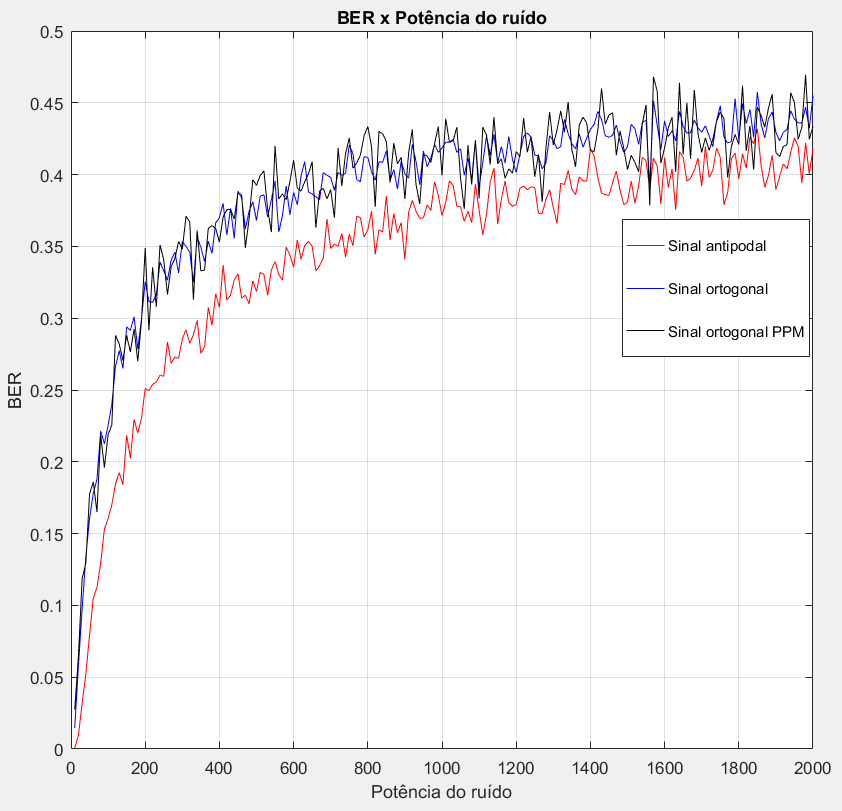 BER x Potência do ruído
0.5
0.45
0.4
0.35
0.3
0.25
0.2
0.15
0.1
0.05
0
BER
Sinal antipodal
Sinal ortogonal
Sinal ortogonal PPM
0 200 400 600 800 1000 1200 1400 1600 1800 2000
Potência do ruído